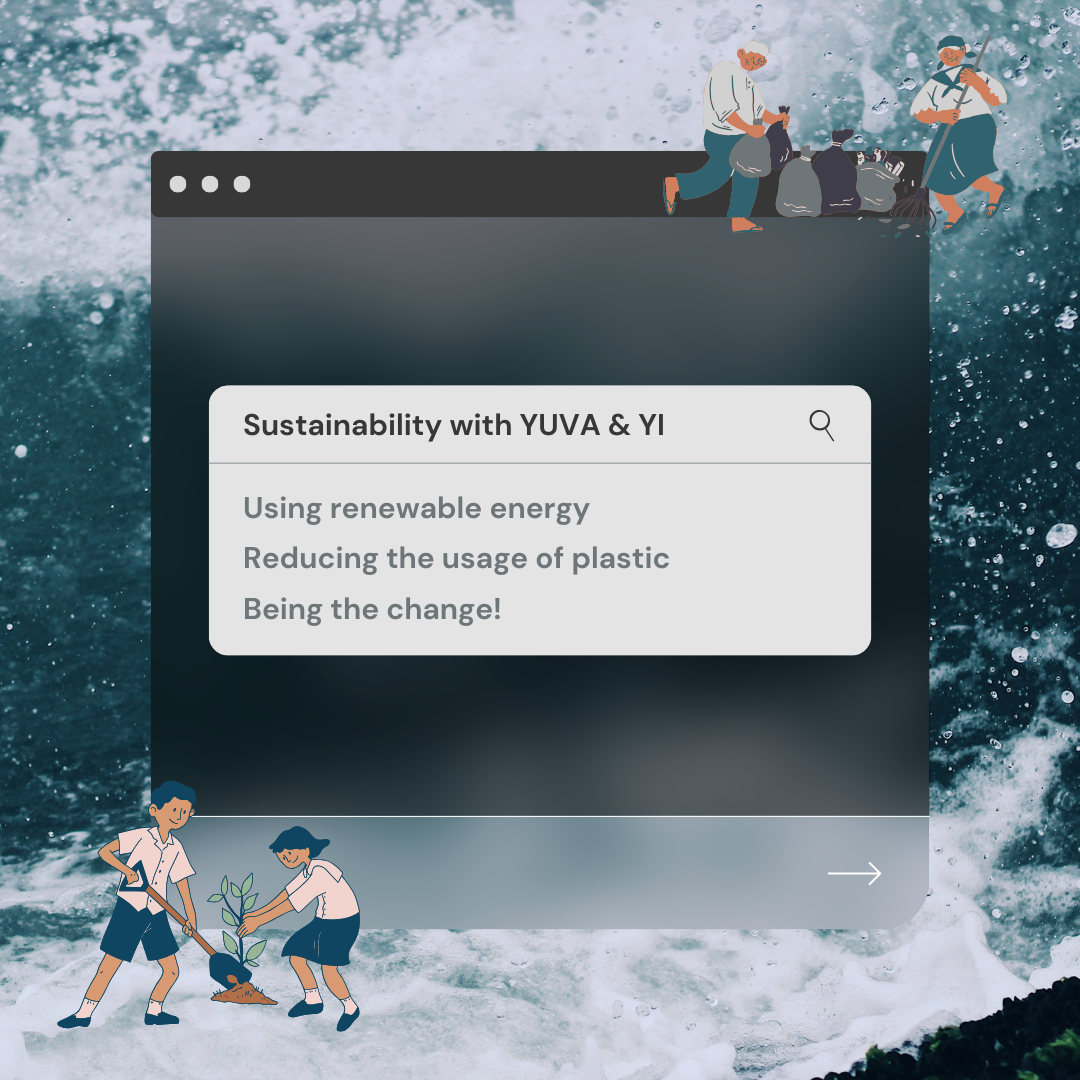 Sustainability with YUVA & YI
Using renewable energy
Reducing the usage of plastic
Being the change!